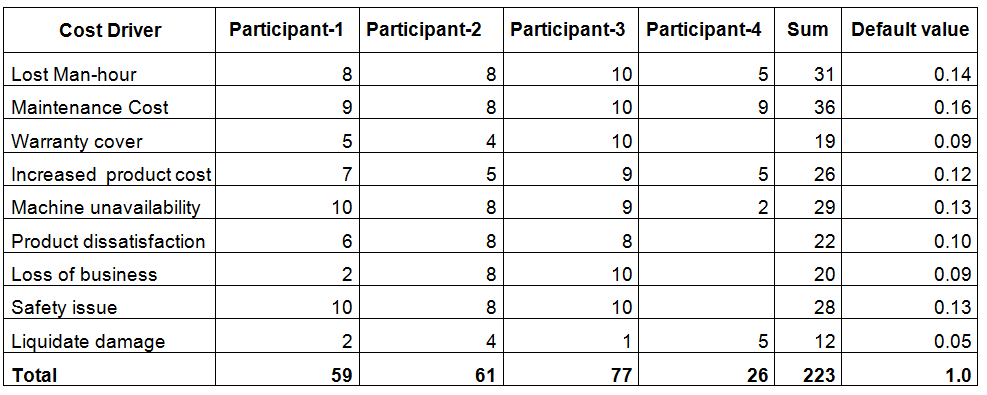 Cost Driver Participant-1 Participant-2 Participant-3 Participant-4 Sum Default value
Lost Man-hour 8 8 10 5 31 0.14
Maintenance Cost 9 8 10 9 36 0.16
Warranty cover 5 4 10 19 0.09
Increased product cost 7 5 9 5 26 0.12
Machine unavailability 10 8 9 2 29 0.13
Product dissatisfaction 6 8 8 22 0.10
Loss of business 2 8 10 20 0.09
Safety issue 10 8 10 28 0.13
Liquidate damage 2 4 1 5 12 0.05
Total 59 61 77 26 223 1.0